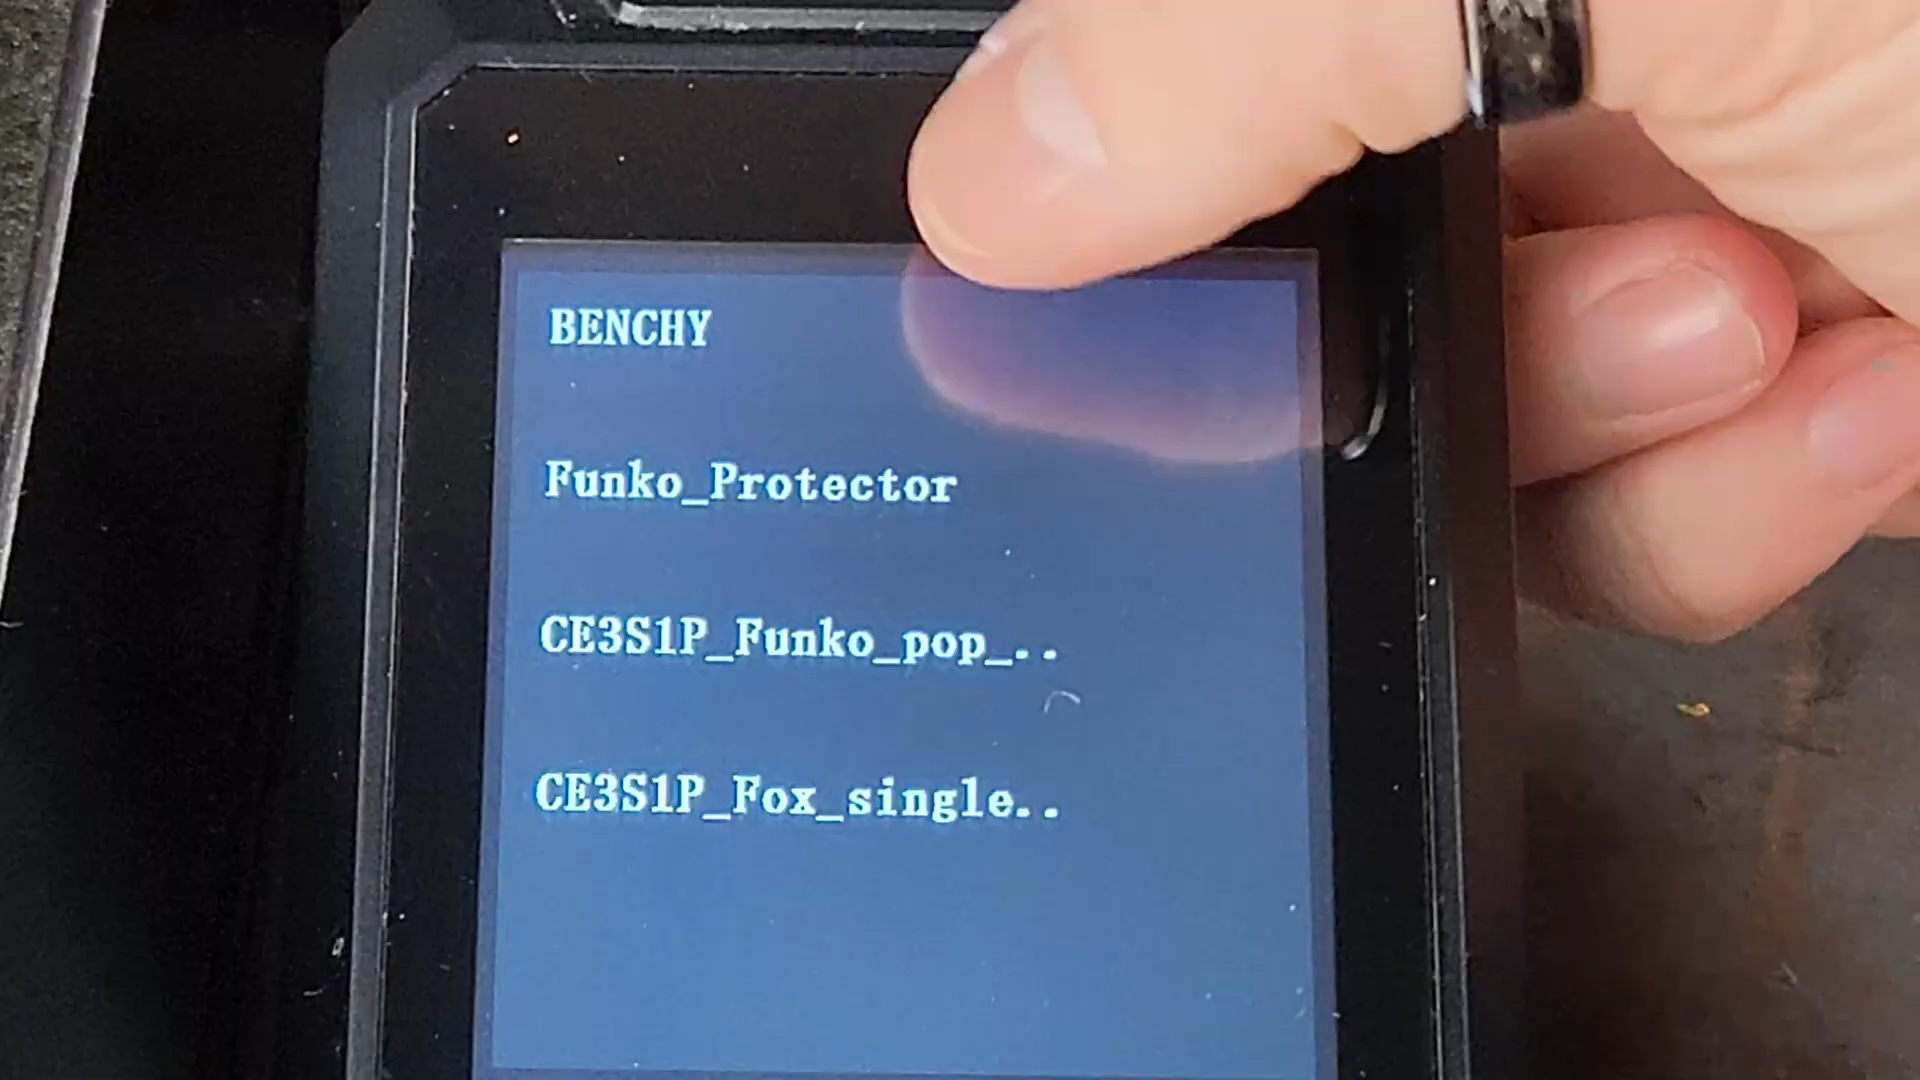 BENCHY
Funko_Protector
CE3S1P_Funko_pop_..
CE3S1P_Fox_single..